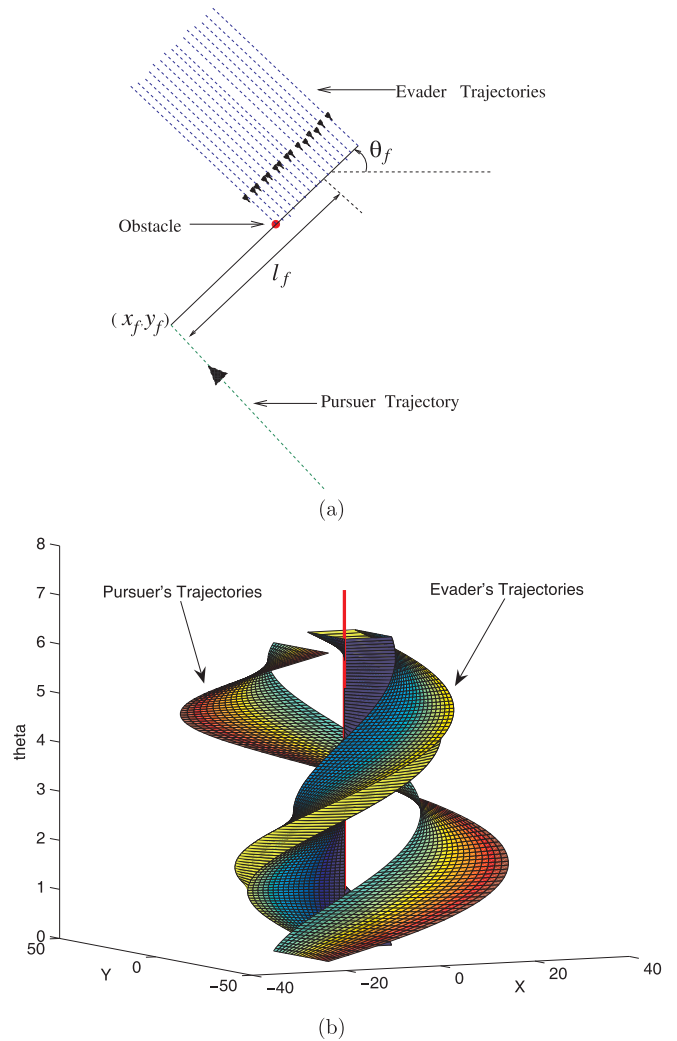 Evader Trajectories
θf
Obstacle
lf
(xf,yf)
Pursuer Trajectory
(a)
8
7
6
5
4
3
2
1
0
theta
Pursuer's Trajectories
Evader's Trajectories
50
0
−50
Y
−40
−20
0
20
40
X
(b)